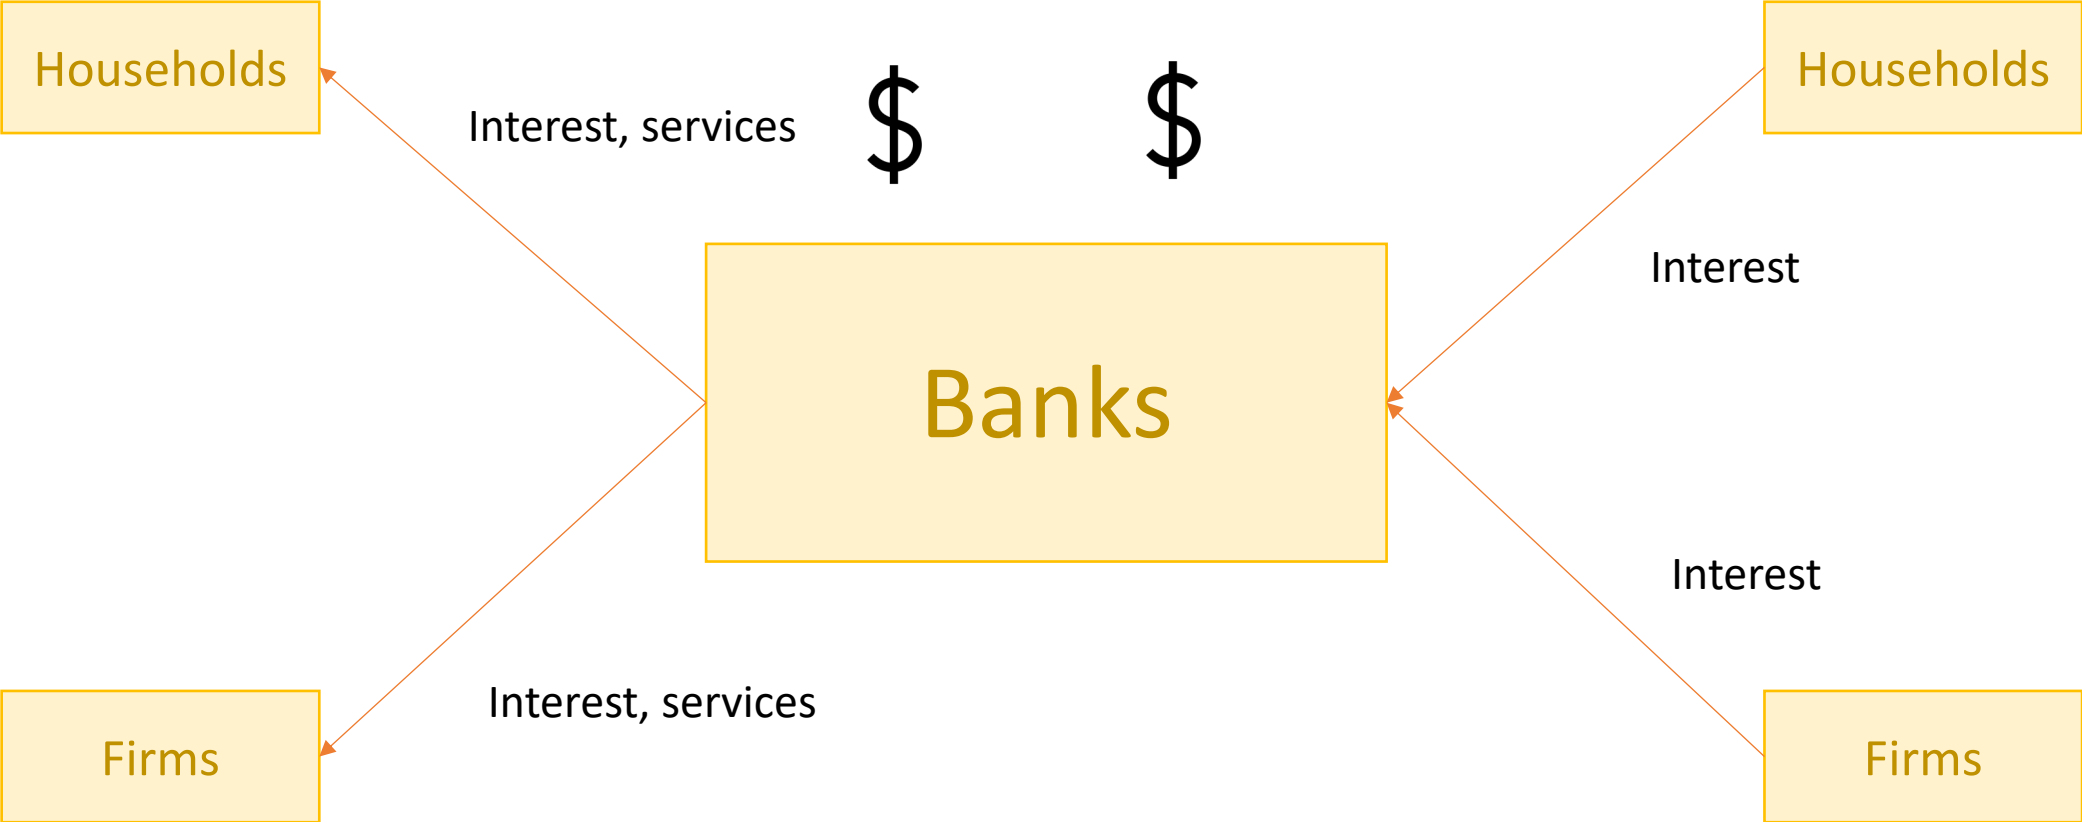 Households
Households
Interest, services
$
$
Interest
Banks
Interest
Interest, services
Firms
Firms